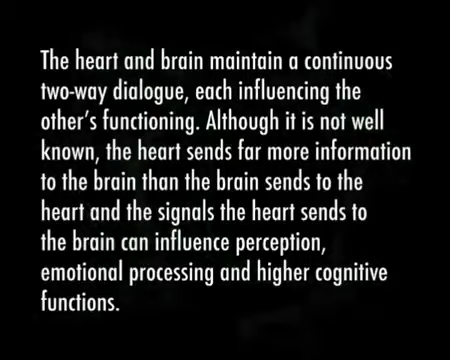 The heart and brain maintain a continuous
two-way dialogue, each influencing the
other's functioning. Although it is not well
known, the heart sends far more information
to the brain than the brain sends to the
heart and the signals the heart sends to
the brain can influence perception,
emotional processing and higher cognitive
functions.